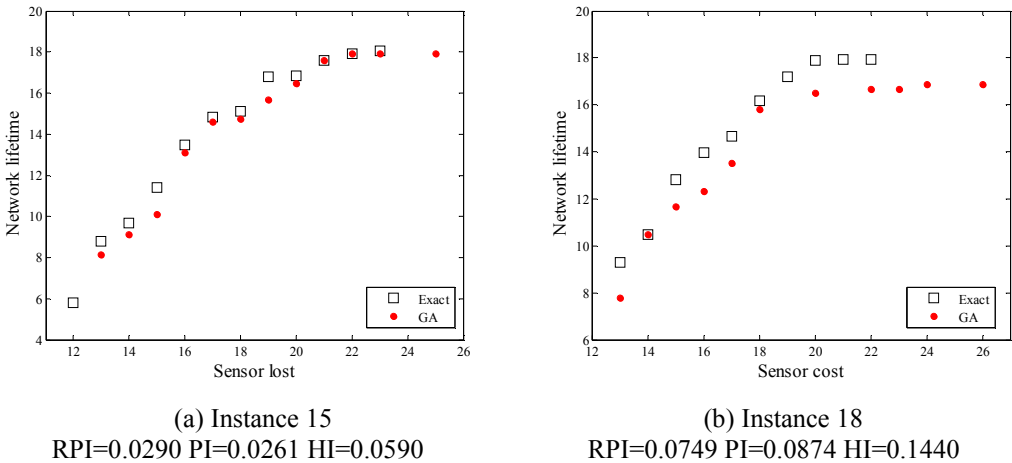 20
18
16
14
12
10
8
6
4
12 14 16 18 20 22 24 26
Network lifetime
Sensor lost
Exact
GA
20
18
16
14
12
10
8
6
12 14 16 18 20 22 24 26
Network lifetime
Sensor cost
Exact
GA
(a) Instance 15
RPI=0.0290 PI=0.0261 HI=0.0590
(b) Instance 18
RPI=0.0749 PI=0.0874 HI=0.1440